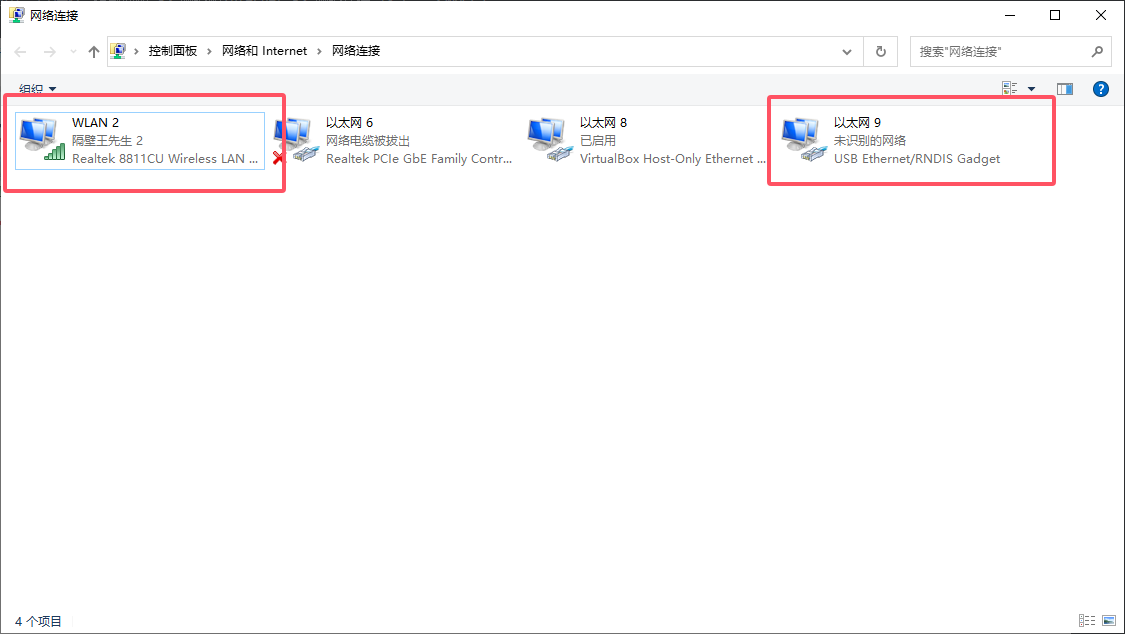 网络连接
控制面板 › 网络和 Internet › 网络连接
搜索"网络连接"
组织
WLAN 2
隔壁王先生 2
Realtek 8811CU Wireless LAN ...
以太网 6
网络电缆被拔出
Realtek PCIe GbE Family Contr...
以太网 8
已启用
VirtualBox Host-Only Ethernet ...
以太网 9
未识别的网络
USB Ethernet/RNDIS Gadget
4 个项目